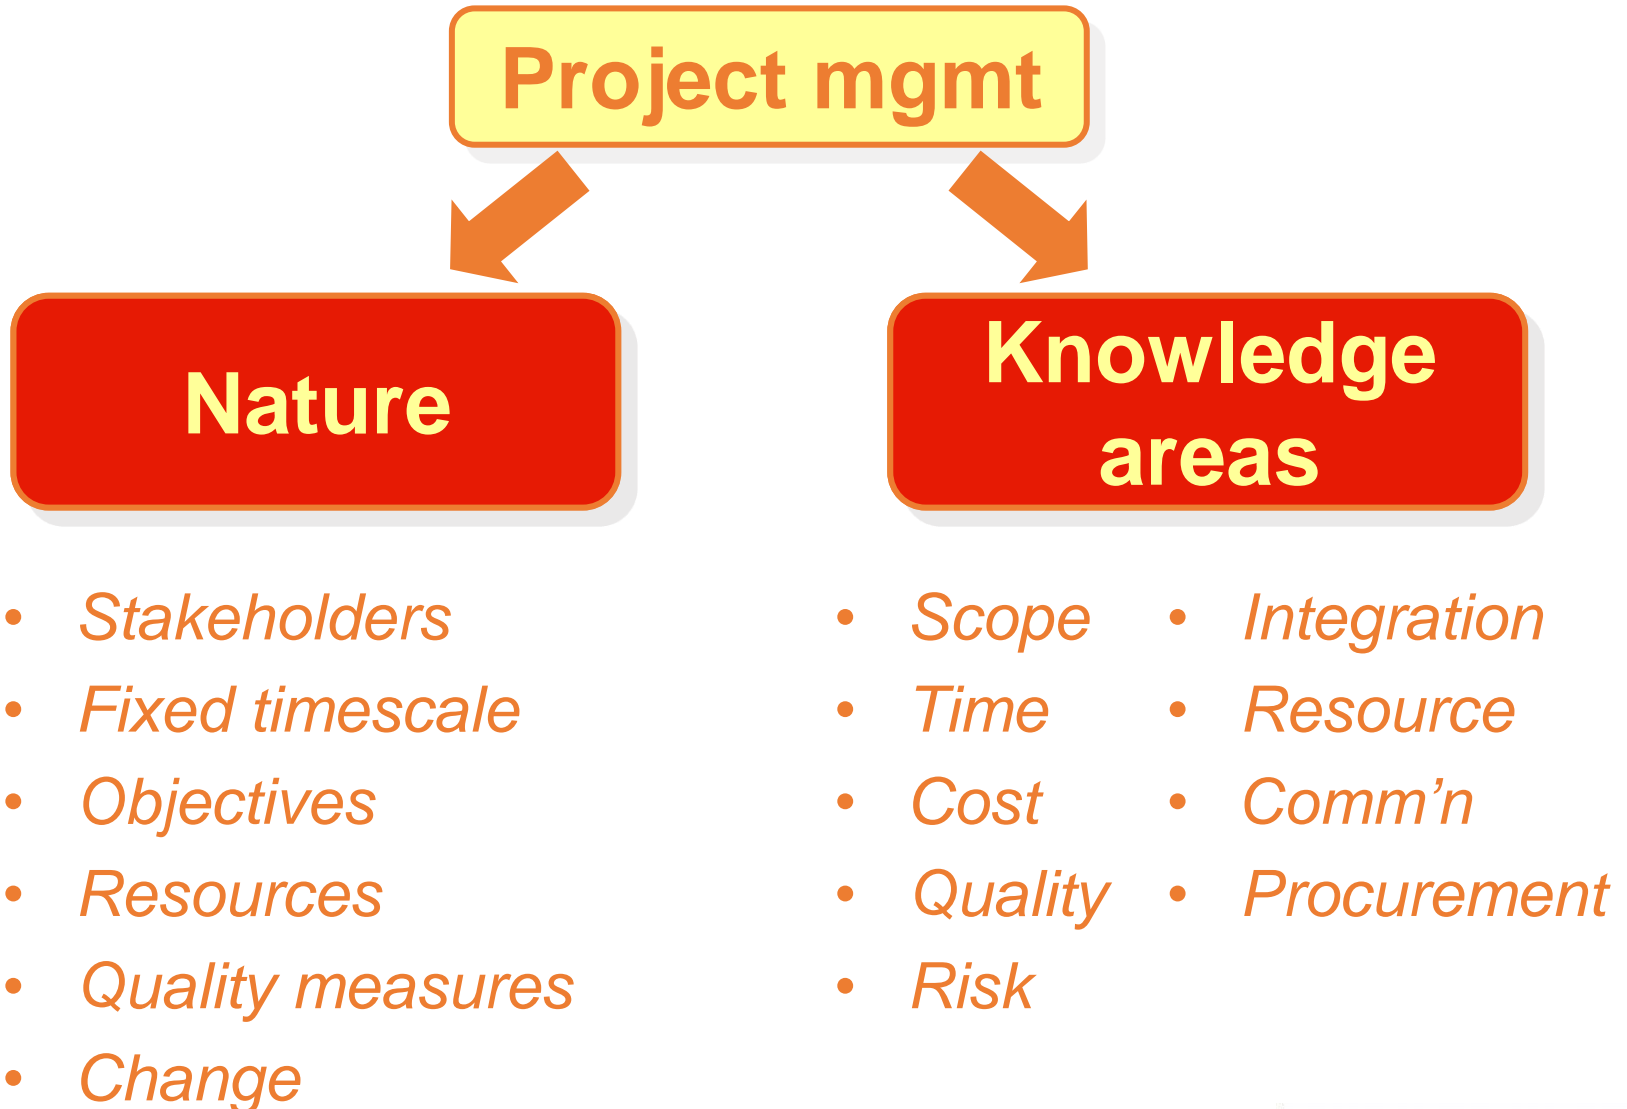 Project mgmt
Nature
Knowledge
areas
• Stakeholders
• Fixed timescale
• Objectives
• Resources
• Quality measures
• Change
• Scope
• Time
• Cost
• Quality
• Risk
• Integration
• Resource
• Comm’n
• Procurement